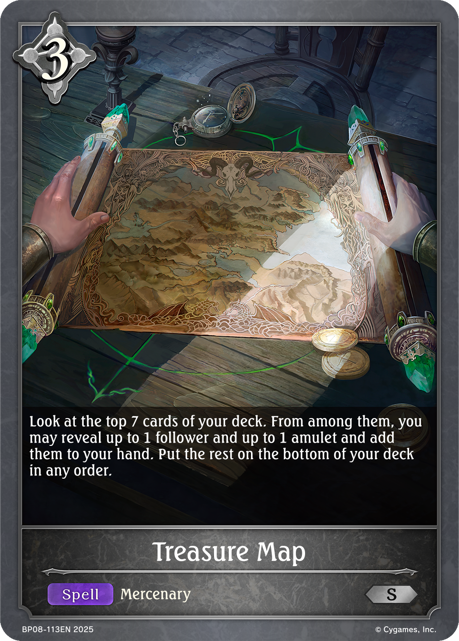 3
Look at the top 7 cards of your deck. From among them, you
may reveal up to 1 follower and up to 1 amulet and add
them to your hand. Put the rest on the bottom of your deck
in any order.
Treasure Map
Spell Mercenary S
BP08-113EN 2025 © Cygames, Inc.